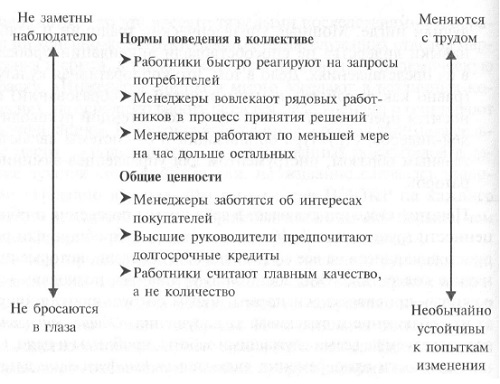 Не заметны
наблюдателю
Меняются
с трудом
Нормы поведения в коллективе
Работники быстро реагируют на запросы
потребителей
Менеджеры вовлекают рядовых работ-
ников в процесс принятия решений
Менеджеры работают по меньшей мере
на час дольше остальных
Общие ценности
Менеджеры заботятся об интересах
покупателей
Высшие руководители предпочитают
долгосрочные кредиты
Работники считают главным качество,
а не количество
Не бросаются
в глаза
Необычайно
устойчивы
к попыткам
изменения